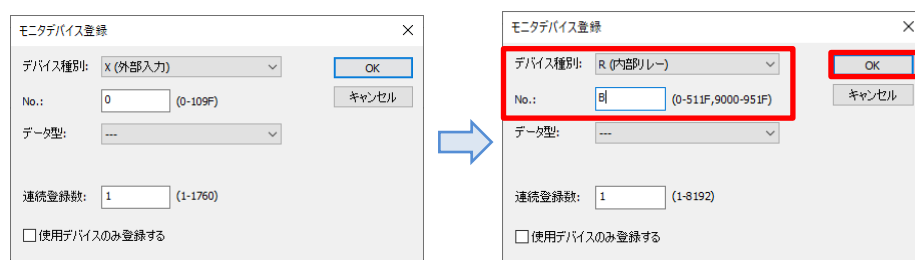 モニタデバイス登録
デバイス種別: X (外部入力) OK
No.: 0 (0-109F) キャンセル
データ型: ---
連続登録数: 1 (1-1760)
使用デバイスのみ登録する
モニタデバイス登録
デバイス種別: R (内部リレー) OK
No.: B (0-511F,9000-951F) キャンセル
データ型: ---
連続登録数: 1 (1-8192)
使用デバイスのみ登録する